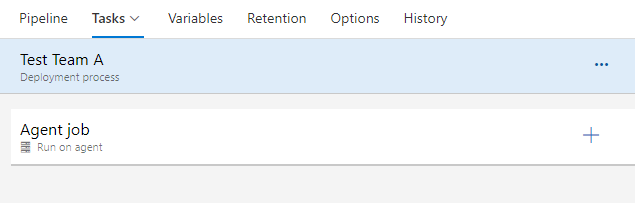 Pipeline Tasks Variables Retention Options History
Test Team A
Deployment process
Agent job
Run on agent